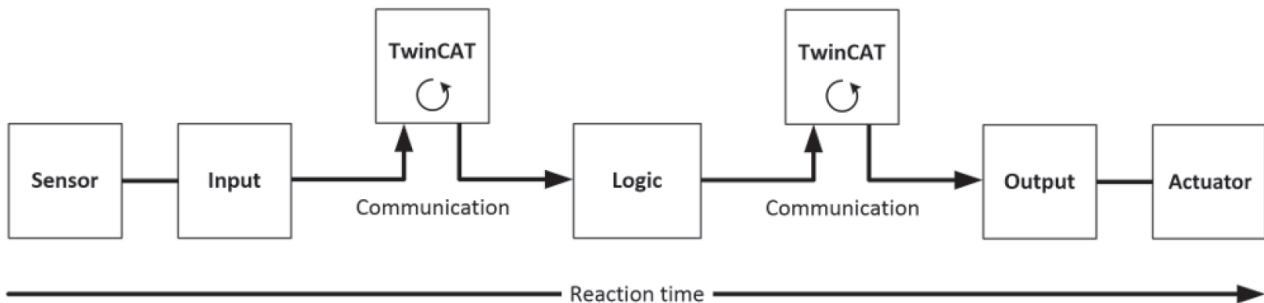 TwinCAT
TwinCAT
Sensor
Input
Logic
Output
Actuator
Communication
Communication
Reaction time